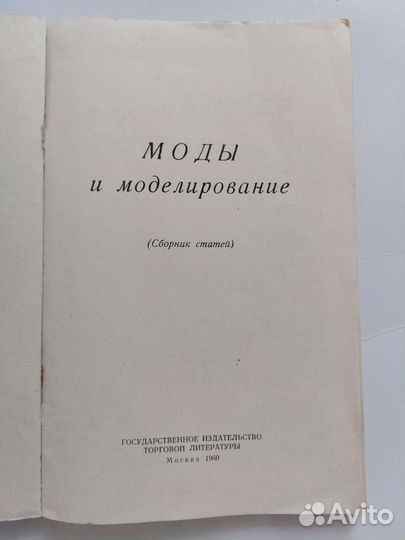 МОДЫ
и моделирование
(Сборник статей)
ГОСУДАРСТВЕННОЕ ИЗДАТЕЛЬСТВО
ТОРГОВОЙ ЛИТЕРАТУРЫ
Москва 1960
Avito